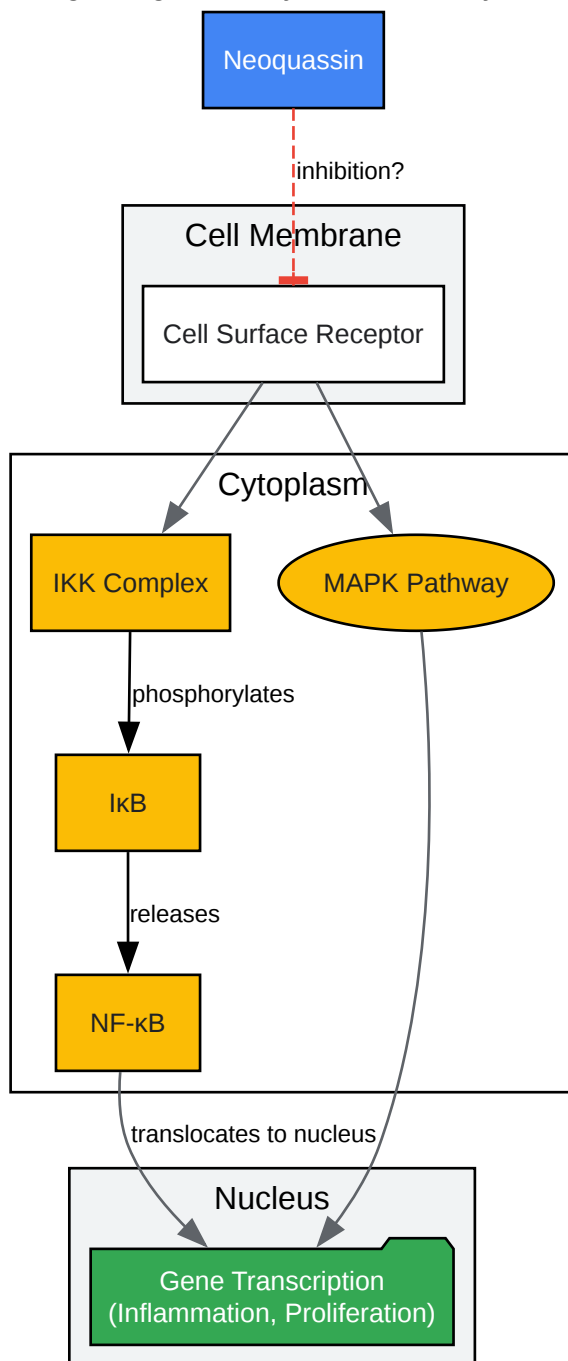 Neoquassin
inhibition?
Cell Membrane
Cell Surface Receptor
Cytoplasm
IKK Complex
MAPK Pathway
phosphorylates
IκB
releases
NF-κB
translocates to nucleus
Nucleus
Gene Transcription
(Inflammation, Proliferation)